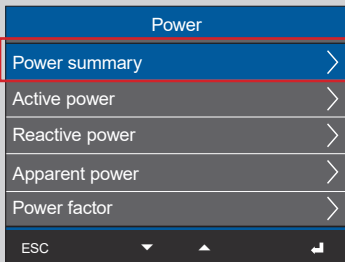 Power
Power summary
Active power
Reactive power
Apparent power
Power factor
ESC